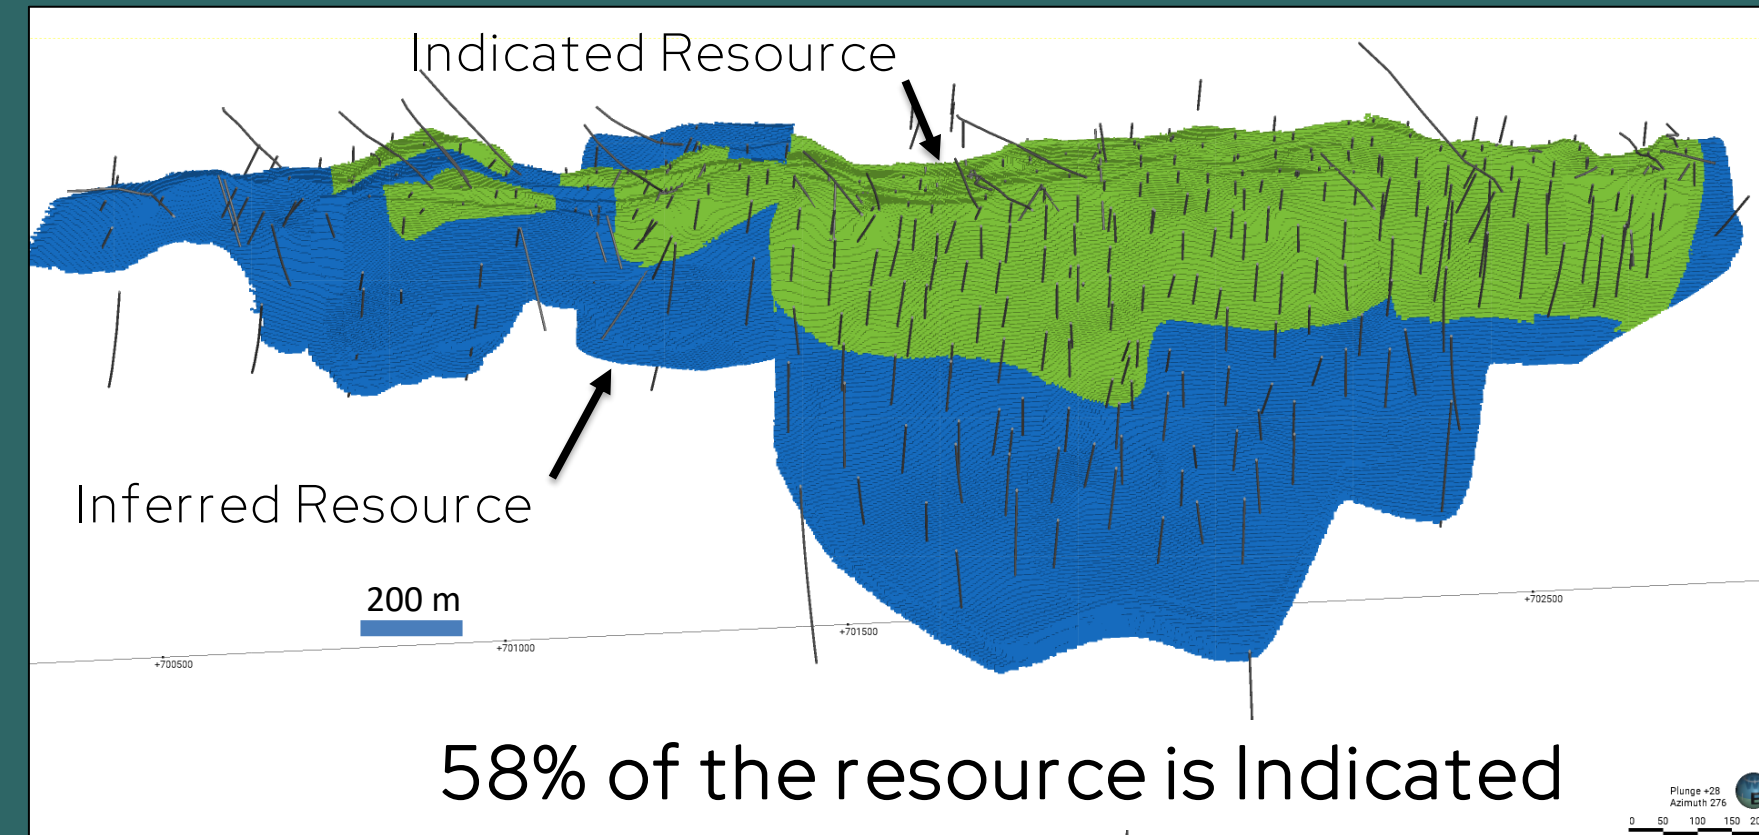 Indicated Resource
Inferred Resource
200 m
+700500
+701000
+701500
+702500
58% of the resource is Indicated
Plunge +28
Azimuth 276
0 50 100 150